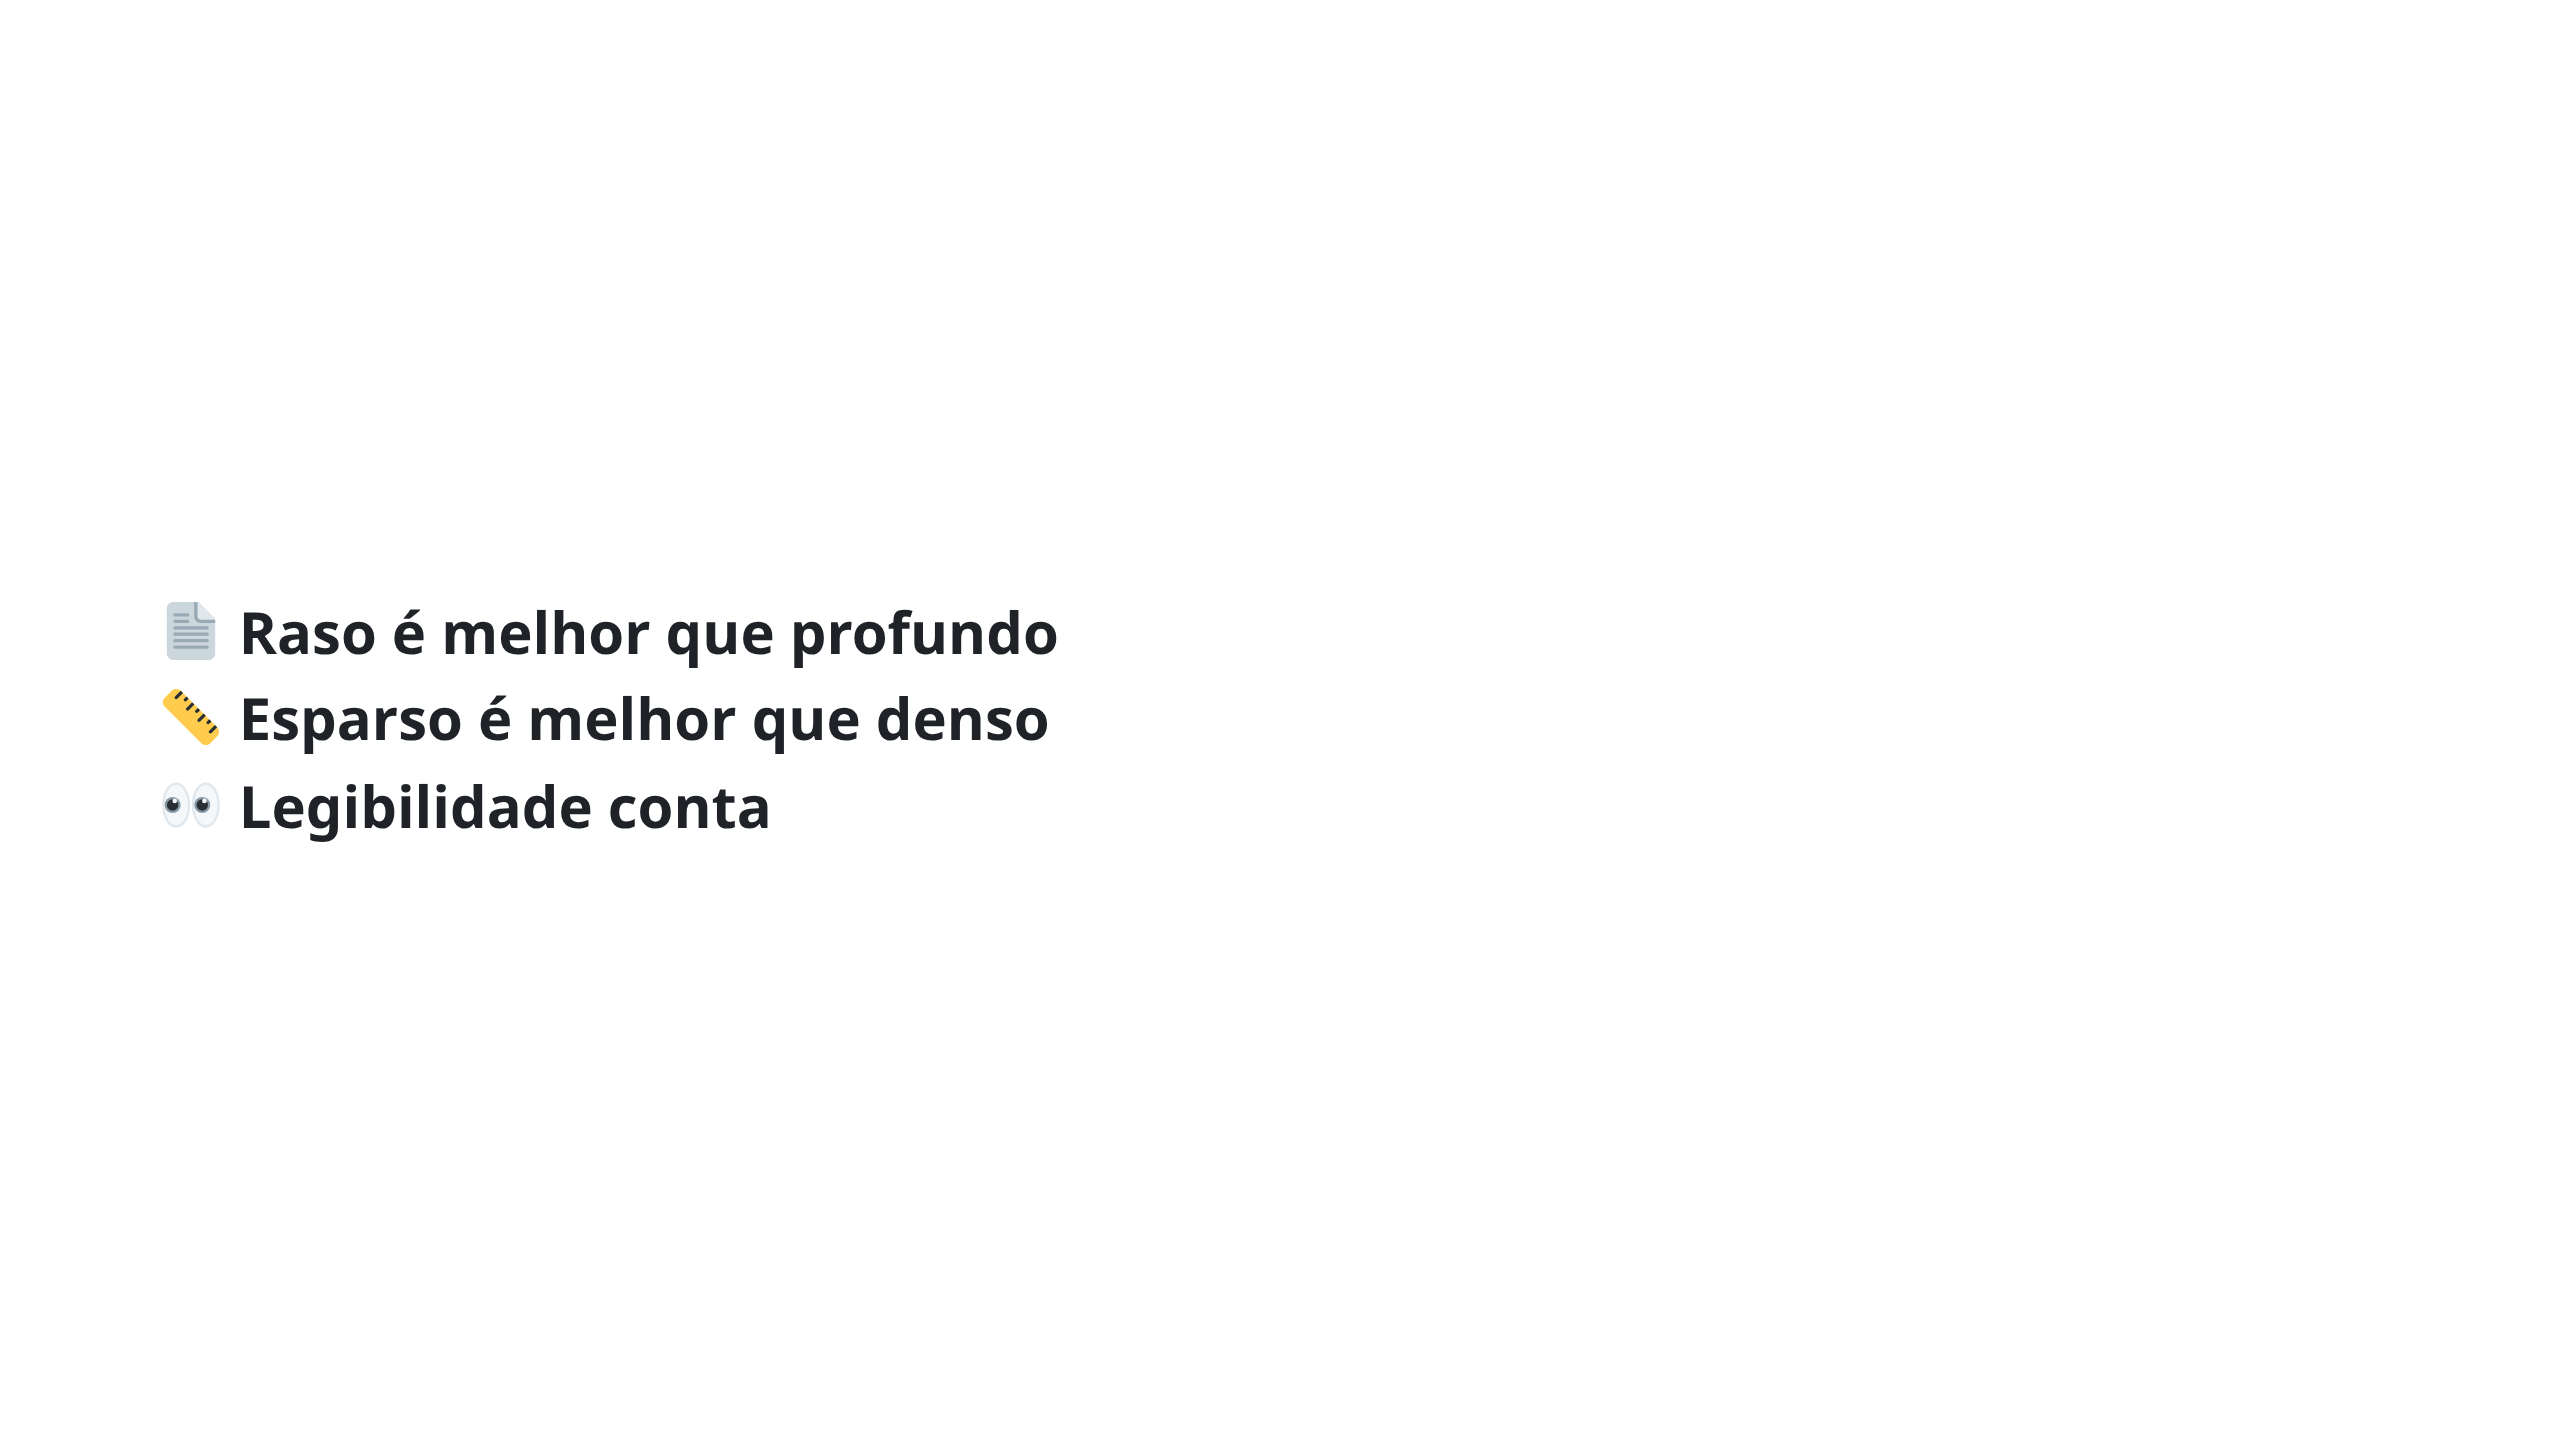 📄 Raso é melhor que profundo
📏 Esparso é melhor que denso
👀 Legibilidade conta